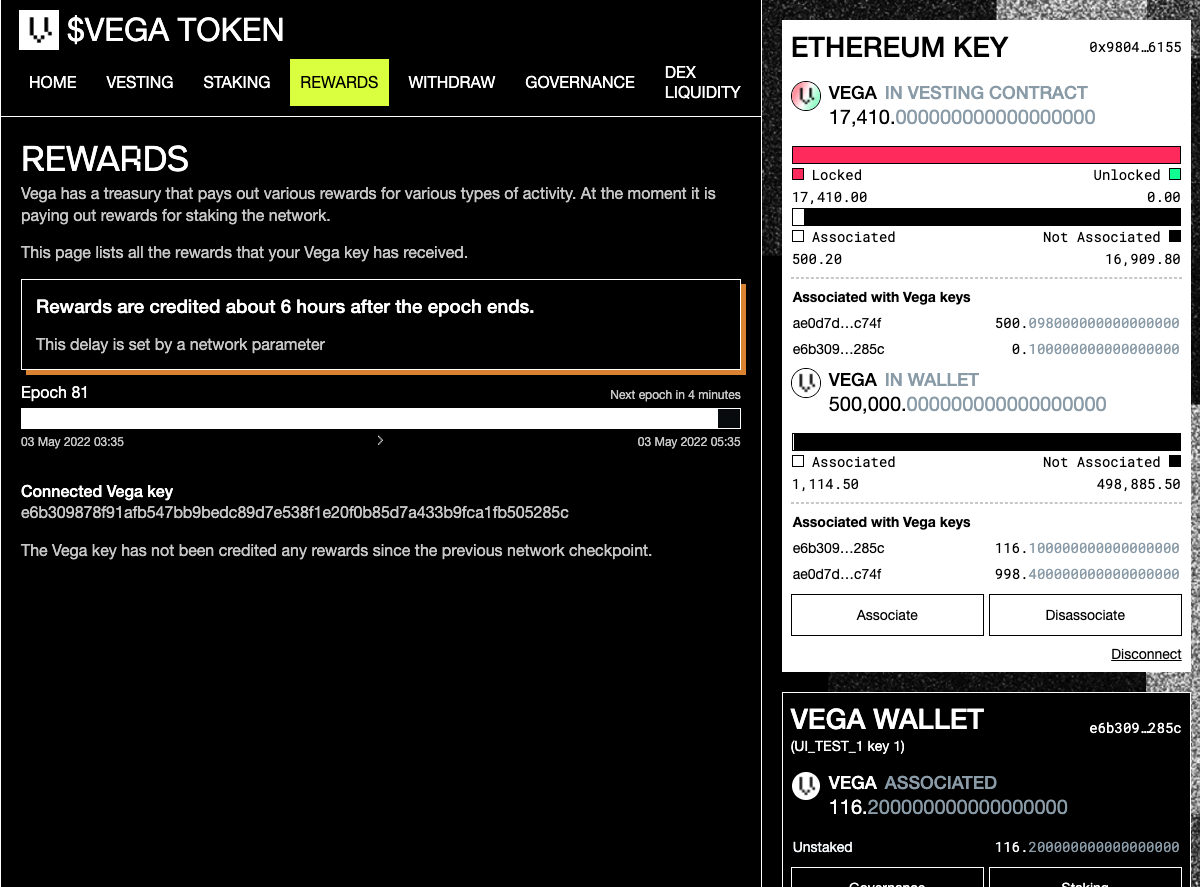 $VEGA TOKEN
HOME VESTING STAKING REWARDS WITHDRAW GOVERNANCE DEX LIQUIDITY
REWARDS
Vega has a treasury that pays out various rewards for various types of activity. At the moment it is
paying out rewards for staking the network.
This page lists all the rewards that your Vega key has received.
Rewards are credited about 6 hours after the epoch ends.
This delay is set by a network parameter
Epoch 81 Next epoch in 4 minutes
03 May 2022 03:35 03 May 2022 05:35
Connected Vega key
e6b309878f91afb547bb9bedc89d7e538f1e20f0b85d7a433b9fca1fb505285c
The Vega key has not been credited any rewards since the previous network checkpoint.
ETHEREUM KEY 0x9804…6155
VEGA IN VESTING CONTRACT
17,410.000000000000000000
Locked Unlocked
17,410.00 0.00
Associated Not Associated
500.20 16,909.80
Associated with Vega keys
ae0d7d…c74f 500.098000000000000000
e6b309…285c 0.100000000000000000
VEGA IN WALLET
500,000.000000000000000000
Associated Not Associated
1,114.50 498,885.50
Associated with Vega keys
e6b309…285c 116.100000000000000000
ae0d7d…c74f 998.400000000000000000
Associate Disassociate
Disconnect
VEGA WALLET e6b309…285c
(UI_TEST_1 key 1)
VEGA ASSOCIATED
116.200000000000000000
Unstaked 116.200000000000000000
Governance Staking